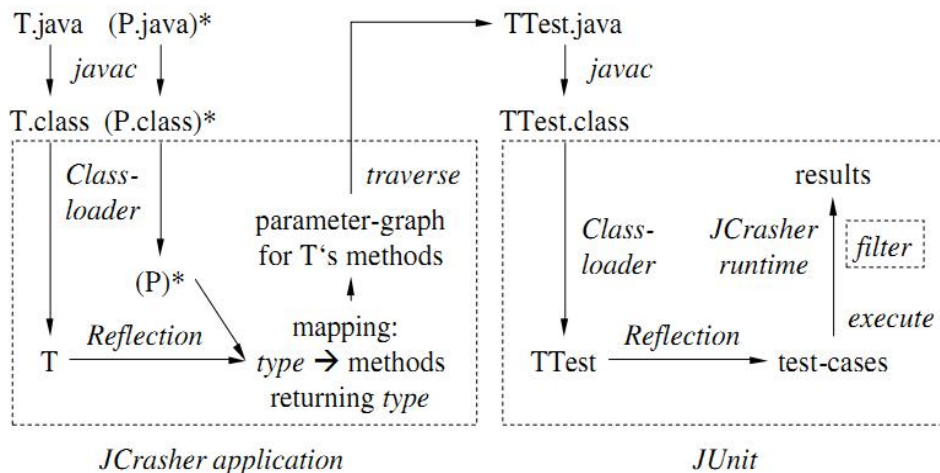 T.java (P.java)*
javac
T.class (P.class)*
Class-
loader
(P)*
T
Reflection
mapping:
type → methods
returning type
parameter-graph
for T‘s methods
traverse
JCrasher application
TTest.java
javac
TTest.class
Class-
loader
TTest
Reflection
test-cases
execute
JCrasher
runtime
filter
results
JUnit